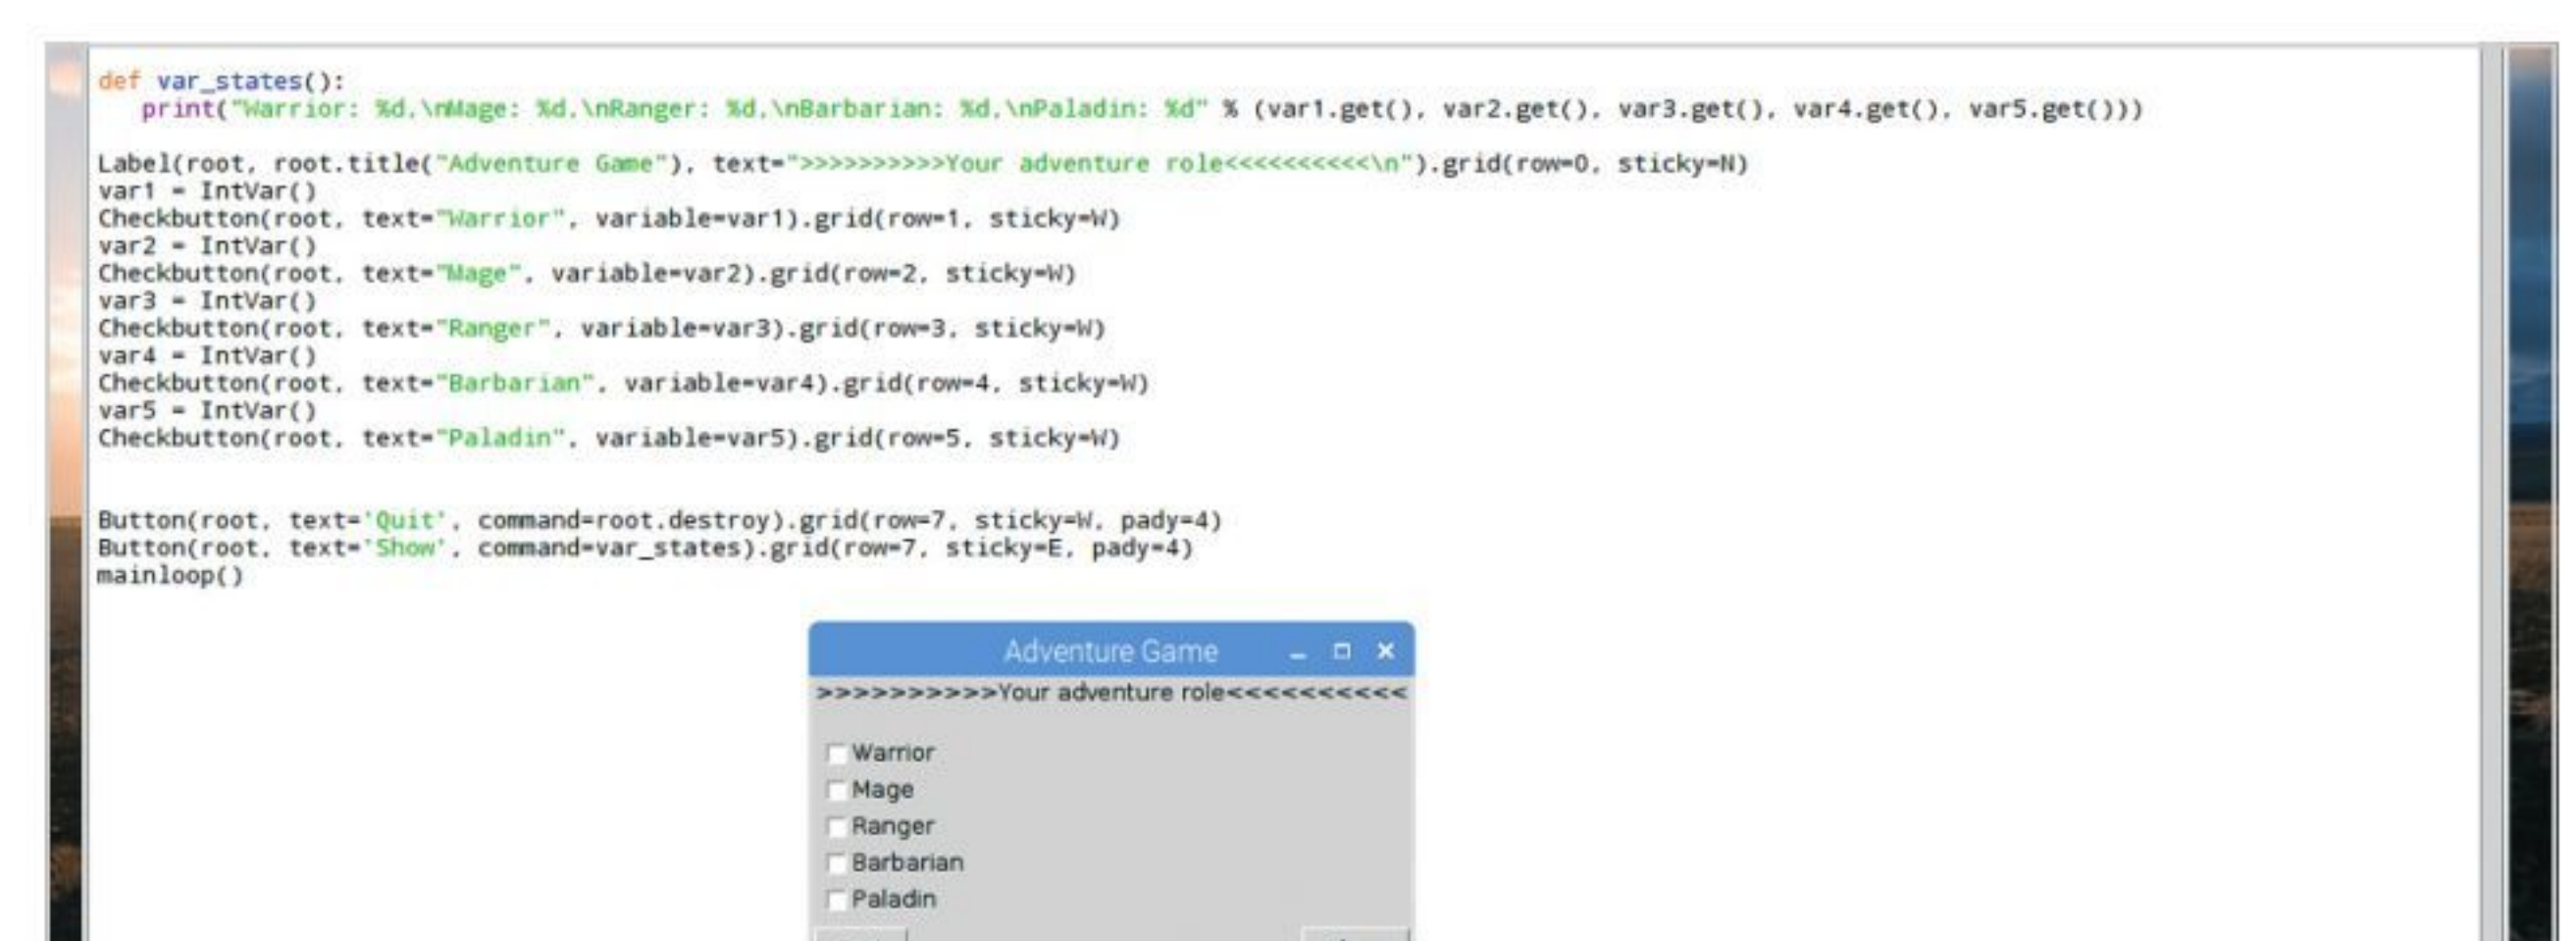 def var_states():
   print("Warrior: %d,\nMage: %d,\nRanger: %d,\nBarbarian: %d,\nPaladin: %d" % (var1.get(), var2.get(), var3.get(), var4.get(), var5.get()))
Label(root, root.title("Adventure Game"), text=">>>>>>>>>>Your adventure role<<<<<<<<<<\n").grid(row=0, sticky=N)
var1 = IntVar()
Checkbutton(root, text="Warrior", variable=var1).grid(row=1, sticky=W)
var2 = IntVar()
Checkbutton(root, text="Mage", variable=var2).grid(row=2, sticky=W)
var3 = IntVar()
Checkbutton(root, text="Ranger", variable=var3).grid(row=3, sticky=W)
var4 = IntVar()
Checkbutton(root, text="Barbarian", variable=var4).grid(row=4, sticky=W)
var5 = IntVar()
Checkbutton(root, text="Paladin", variable=var5).grid(row=5, sticky=W)
Button(root, text='Quit', command=root.destroy).grid(row=7, sticky=W, pady=4)
Button(root, text='Show', command=var_states).grid(row=7, sticky=E, pady=4)
mainloop()
Adventure Game
>>>>>>>>>>Your adventure role<<<<<<<<<<
Warrior
Mage
Ranger
Barbarian
Paladin